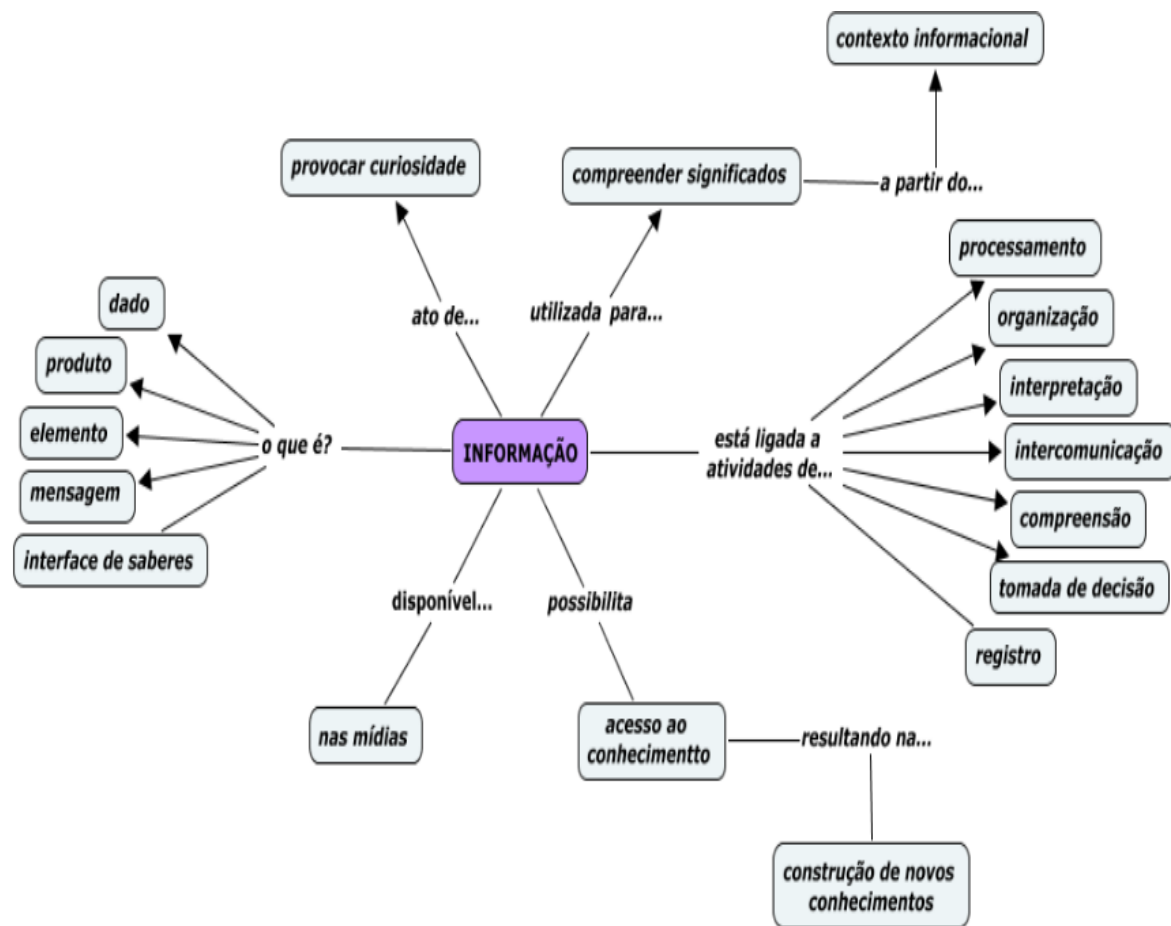 contexto informacional
provocar curiosidade
compreender significados
a partir do...
processamento
dado
utilizada para...
ato de...
organização
produto
interpretação
elemento
o que é?
INFORMAÇÃO
está ligada a
atividades de...
intercomunicação
mensagem
compreensão
interface de saberes
tomada de decisão
disponível...
possibilita
registro
nas mídias
acesso ao
conhecimentto
resultando na...
construção de novos
conhecimentos